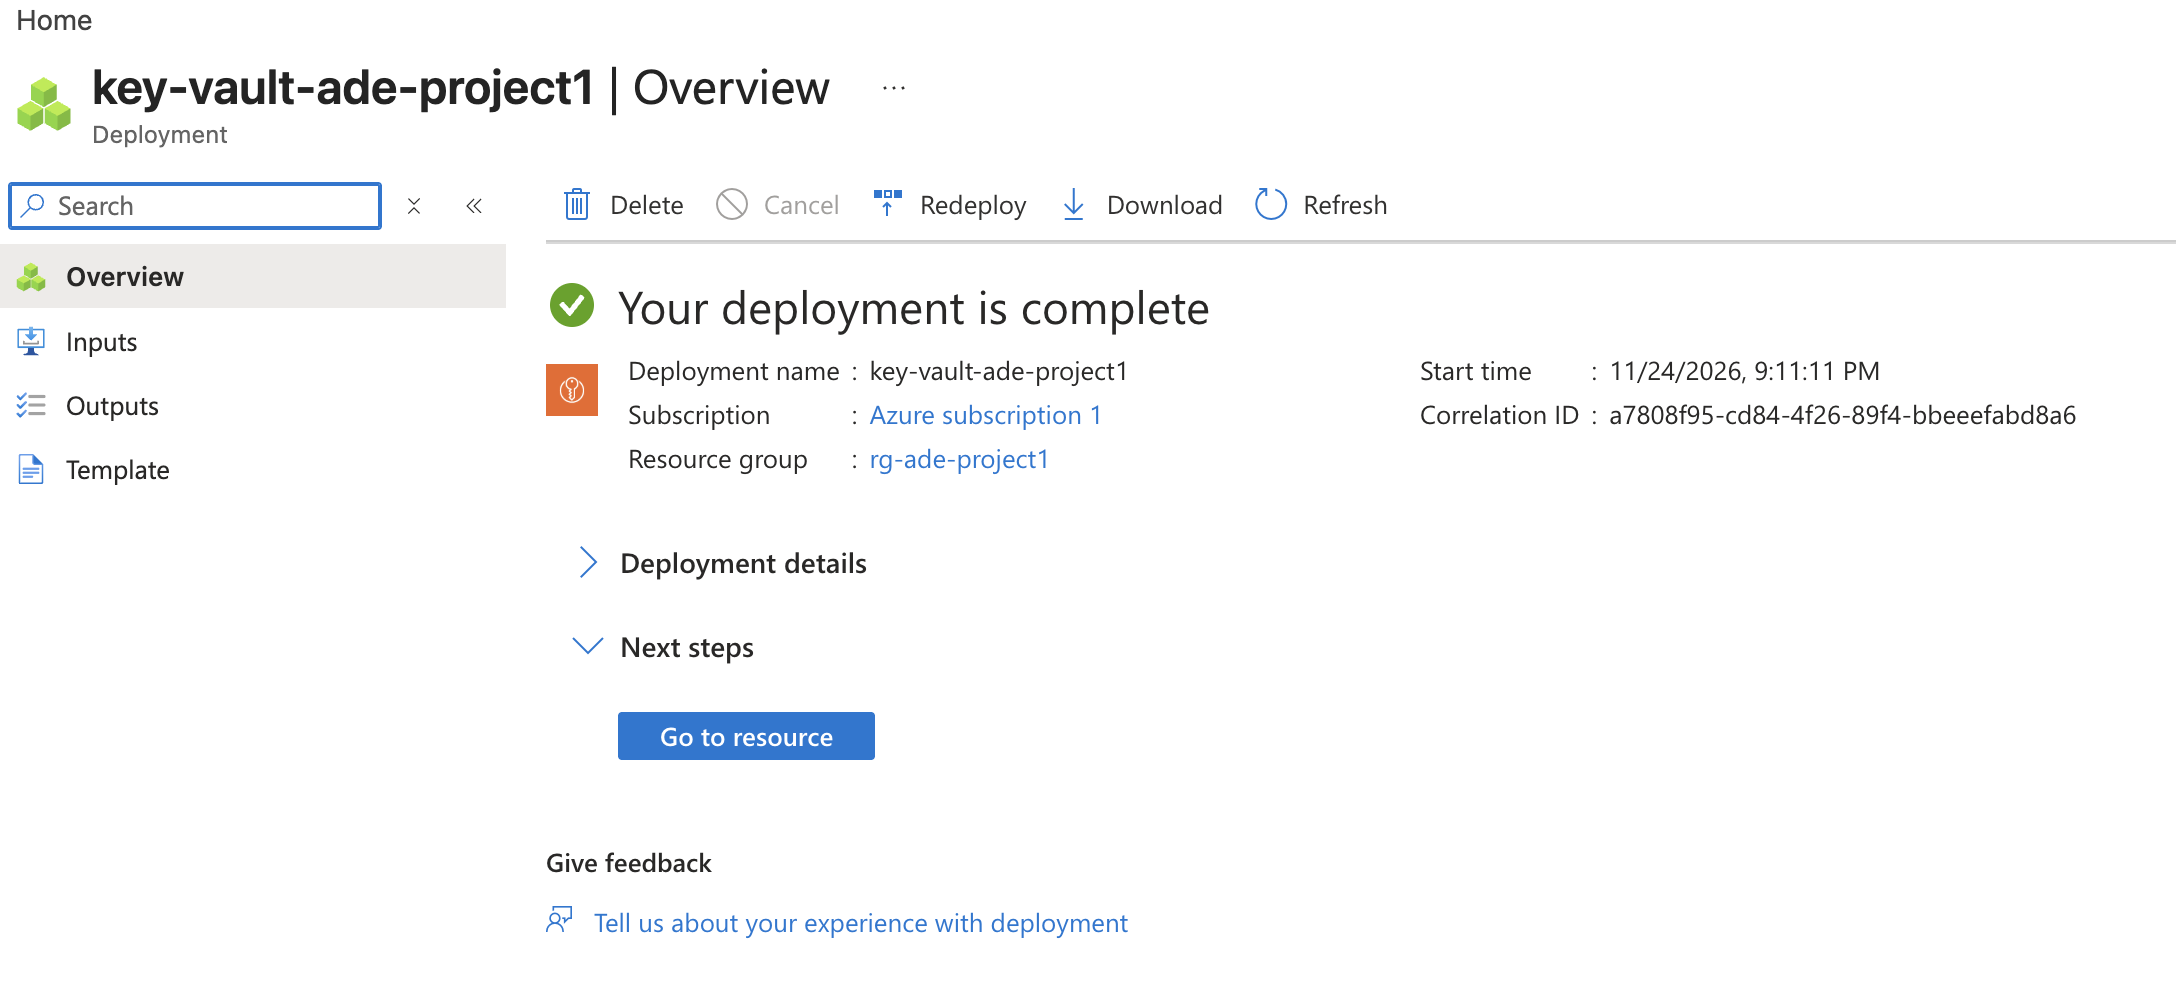 Home
key-vault-ade-project1 | Overview ...
Deployment
Search
Delete Cancel Redeploy Download Refresh
Overview
Inputs
Outputs
Template
Your deployment is complete
Deployment name : key-vault-ade-project1
Subscription : Azure subscription 1
Resource group : rg-ade-project1
Start time : 11/24/2026, 9:11:11 PM
Correlation ID : a7808f95-cd84-4f26-89f4-bbeeefabd8a6
Deployment details
Next steps
Go to resource
Give feedback
Tell us about your experience with deployment